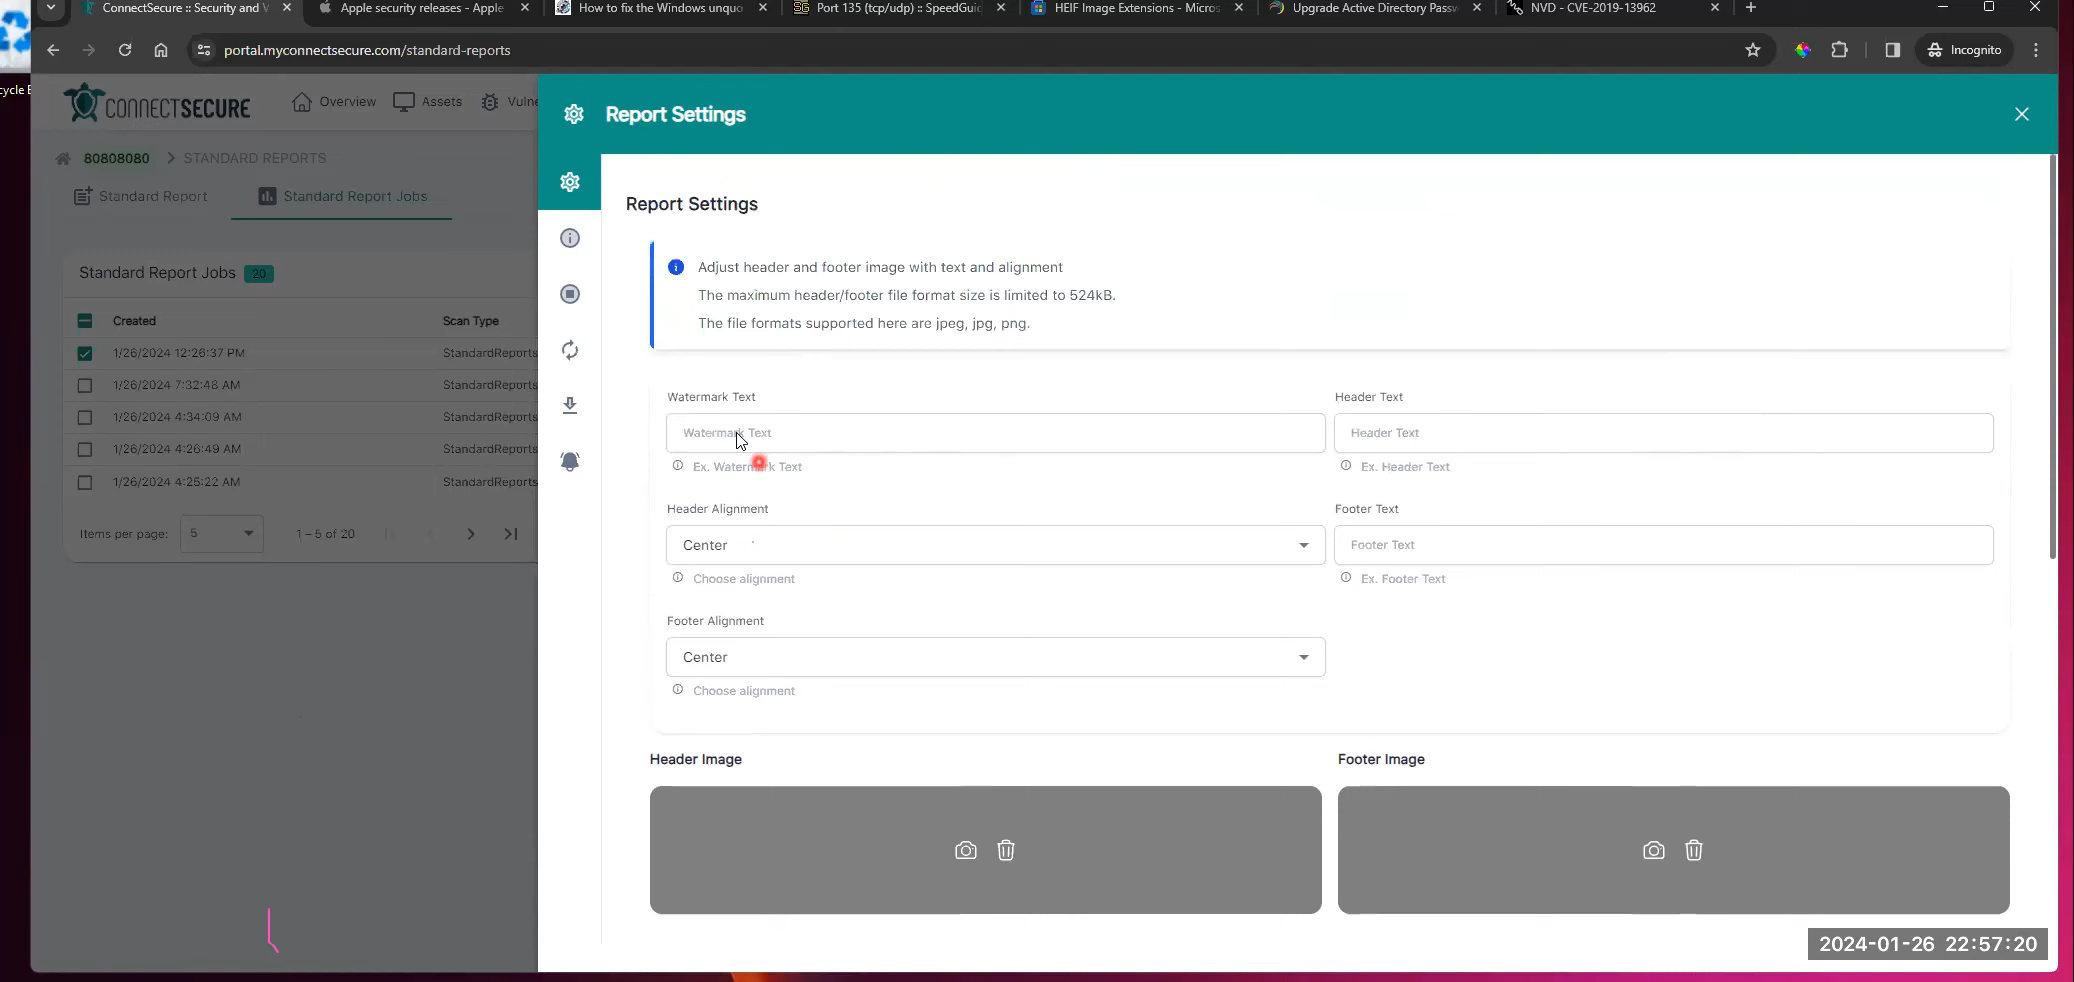 ConnectSecure :: Security and V
Apple security releases - Apple
How to fix the Windows unquo
Port 135 (tcp/udp) :: SpeedGuid
HEIF Image Extensions - Micros
Upgrade Active Directory Passw
NVD - CVE-2019-13962
portal.myconnectsecure.com/standard-reports
Incognito
cycle B
CONNECTSECURE
Overview
Assets
Vulne
Report Settings
80808080 > STANDARD REPORTS
Standard Report
Standard Report Jobs
Standard Report Jobs 20
Created Scan Type
1/26/2024 12:26:37 PM StandardReports
1/26/2024 7:32:48 AM StandardReports
1/26/2024 4:34:09 AM StandardReports
1/26/2024 4:26:49 AM StandardReports
1/26/2024 4:25:22 AM StandardReports
Items per page: 5 1 – 5 of 20
Report Settings
Adjust header and footer image with text and alignment
The maximum header/footer file format size is limited to 524kB.
The file formats supported here are jpeg, jpg, png.
Watermark Text
Watermark Text
Ex. Watermark Text
Header Text
Header Text
Ex. Header Text
Header Alignment
Center
Choose alignment
Footer Text
Footer Text
Ex. Footer Text
Footer Alignment
Center
Choose alignment
Header Image
Footer Image
2024-01-26 22:57:20